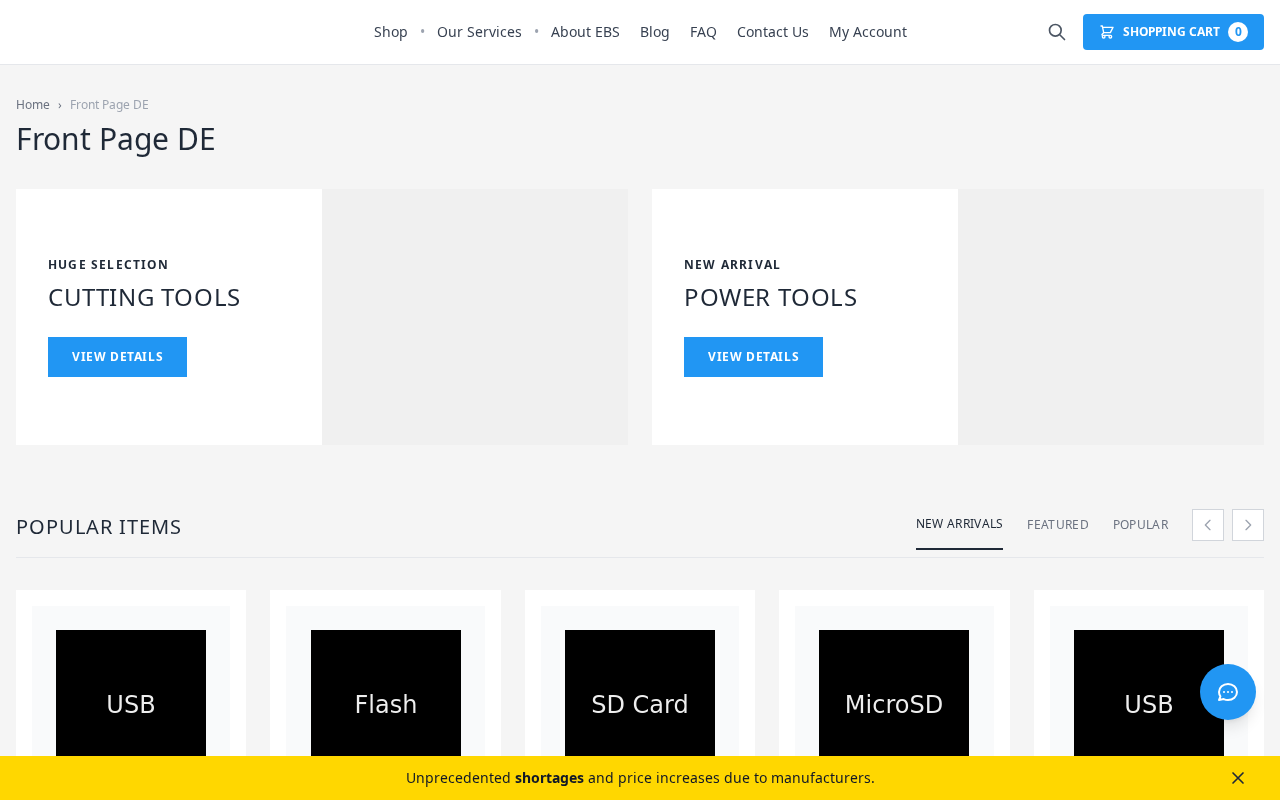 Shop • Our Services • About EBS Blog FAQ Contact Us My Account SHOPPING CART 0
Home › Front Page DE
Front Page DE
HUGE SELECTION
CUTTING TOOLS
VIEW DETAILS
NEW ARRIVAL
POWER TOOLS
VIEW DETAILS
POPULAR ITEMS
NEW ARRIVALS FEATURED POPULAR
USB
Flash
SD Card
MicroSD
USB
Unprecedented shortages and price increases due to manufacturers.